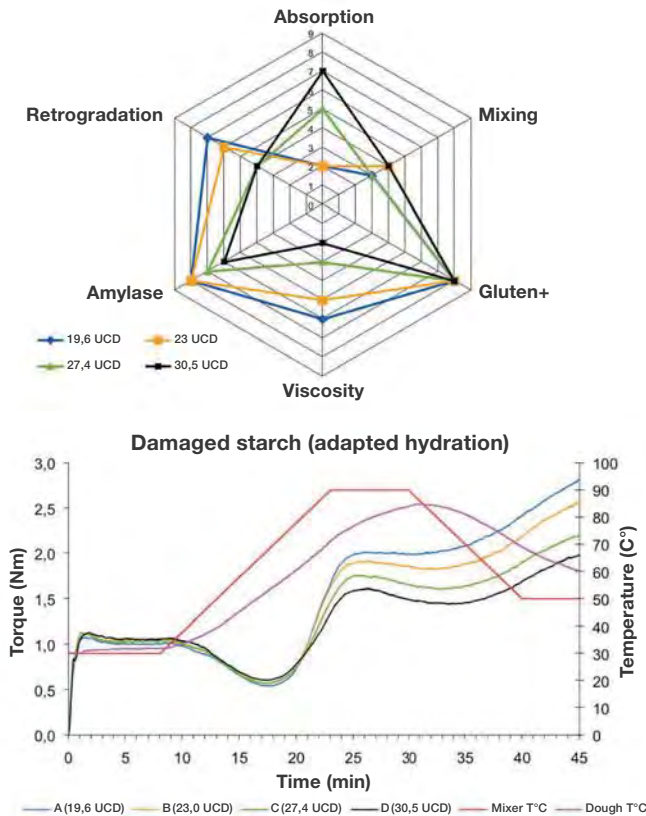 Absorption
9
8
7
6
5
4
3
2
1
0
Retrogradation
Mixing
Amylase
Gluten+
Viscosity
19,6 UCD 23 UCD
27,4 UCD 30,5 UCD
Damaged starch (adapted hydration)
3,0
2,5
2,0
1,5
1,0
0,5
0,0
Torque (Nm)
100
90
80
70
60
50
40
30
20
10
0
Temperature (C°)
0 5 10 15 20 25 30 35 40 45
Time (min)
A(19,6 UCD) B(23,0 UCD) C(27,4 UCD) D(30,5 UCD) Mixer T°C Dough T°C